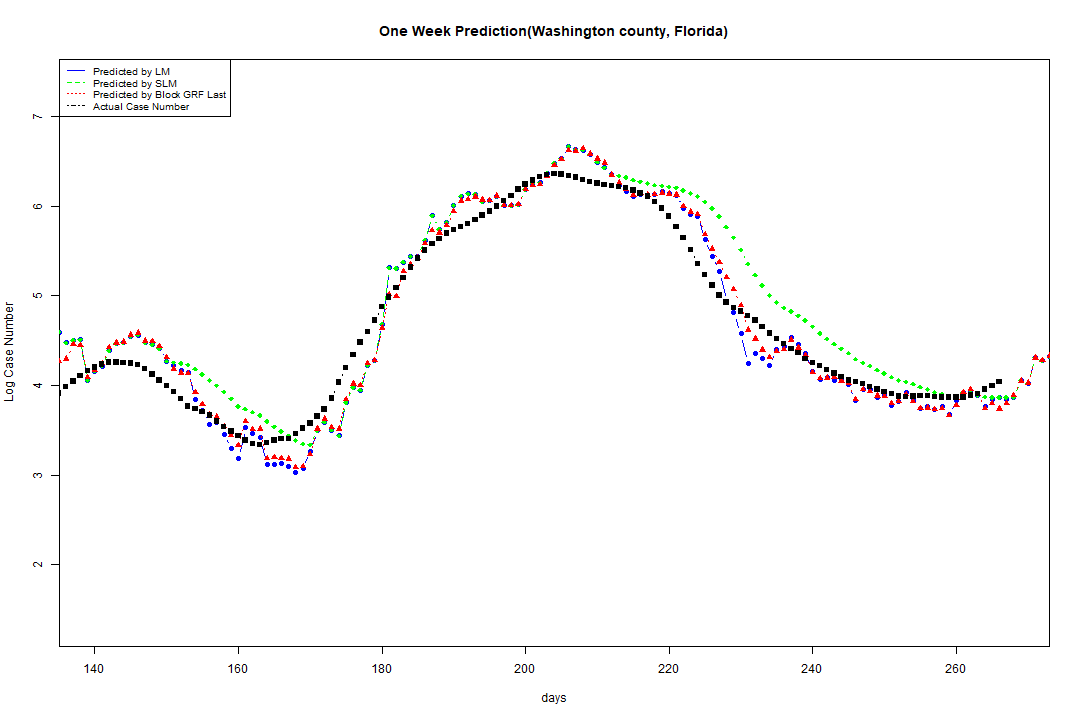 One Week Prediction(Washington county, Florida)
Predicted by LM
Predicted by SLM
Predicted by Block GRF Last
Actual Case Number
7
6
5
4
3
2
Log Case Number
140 160 180 200 220 240 260
days